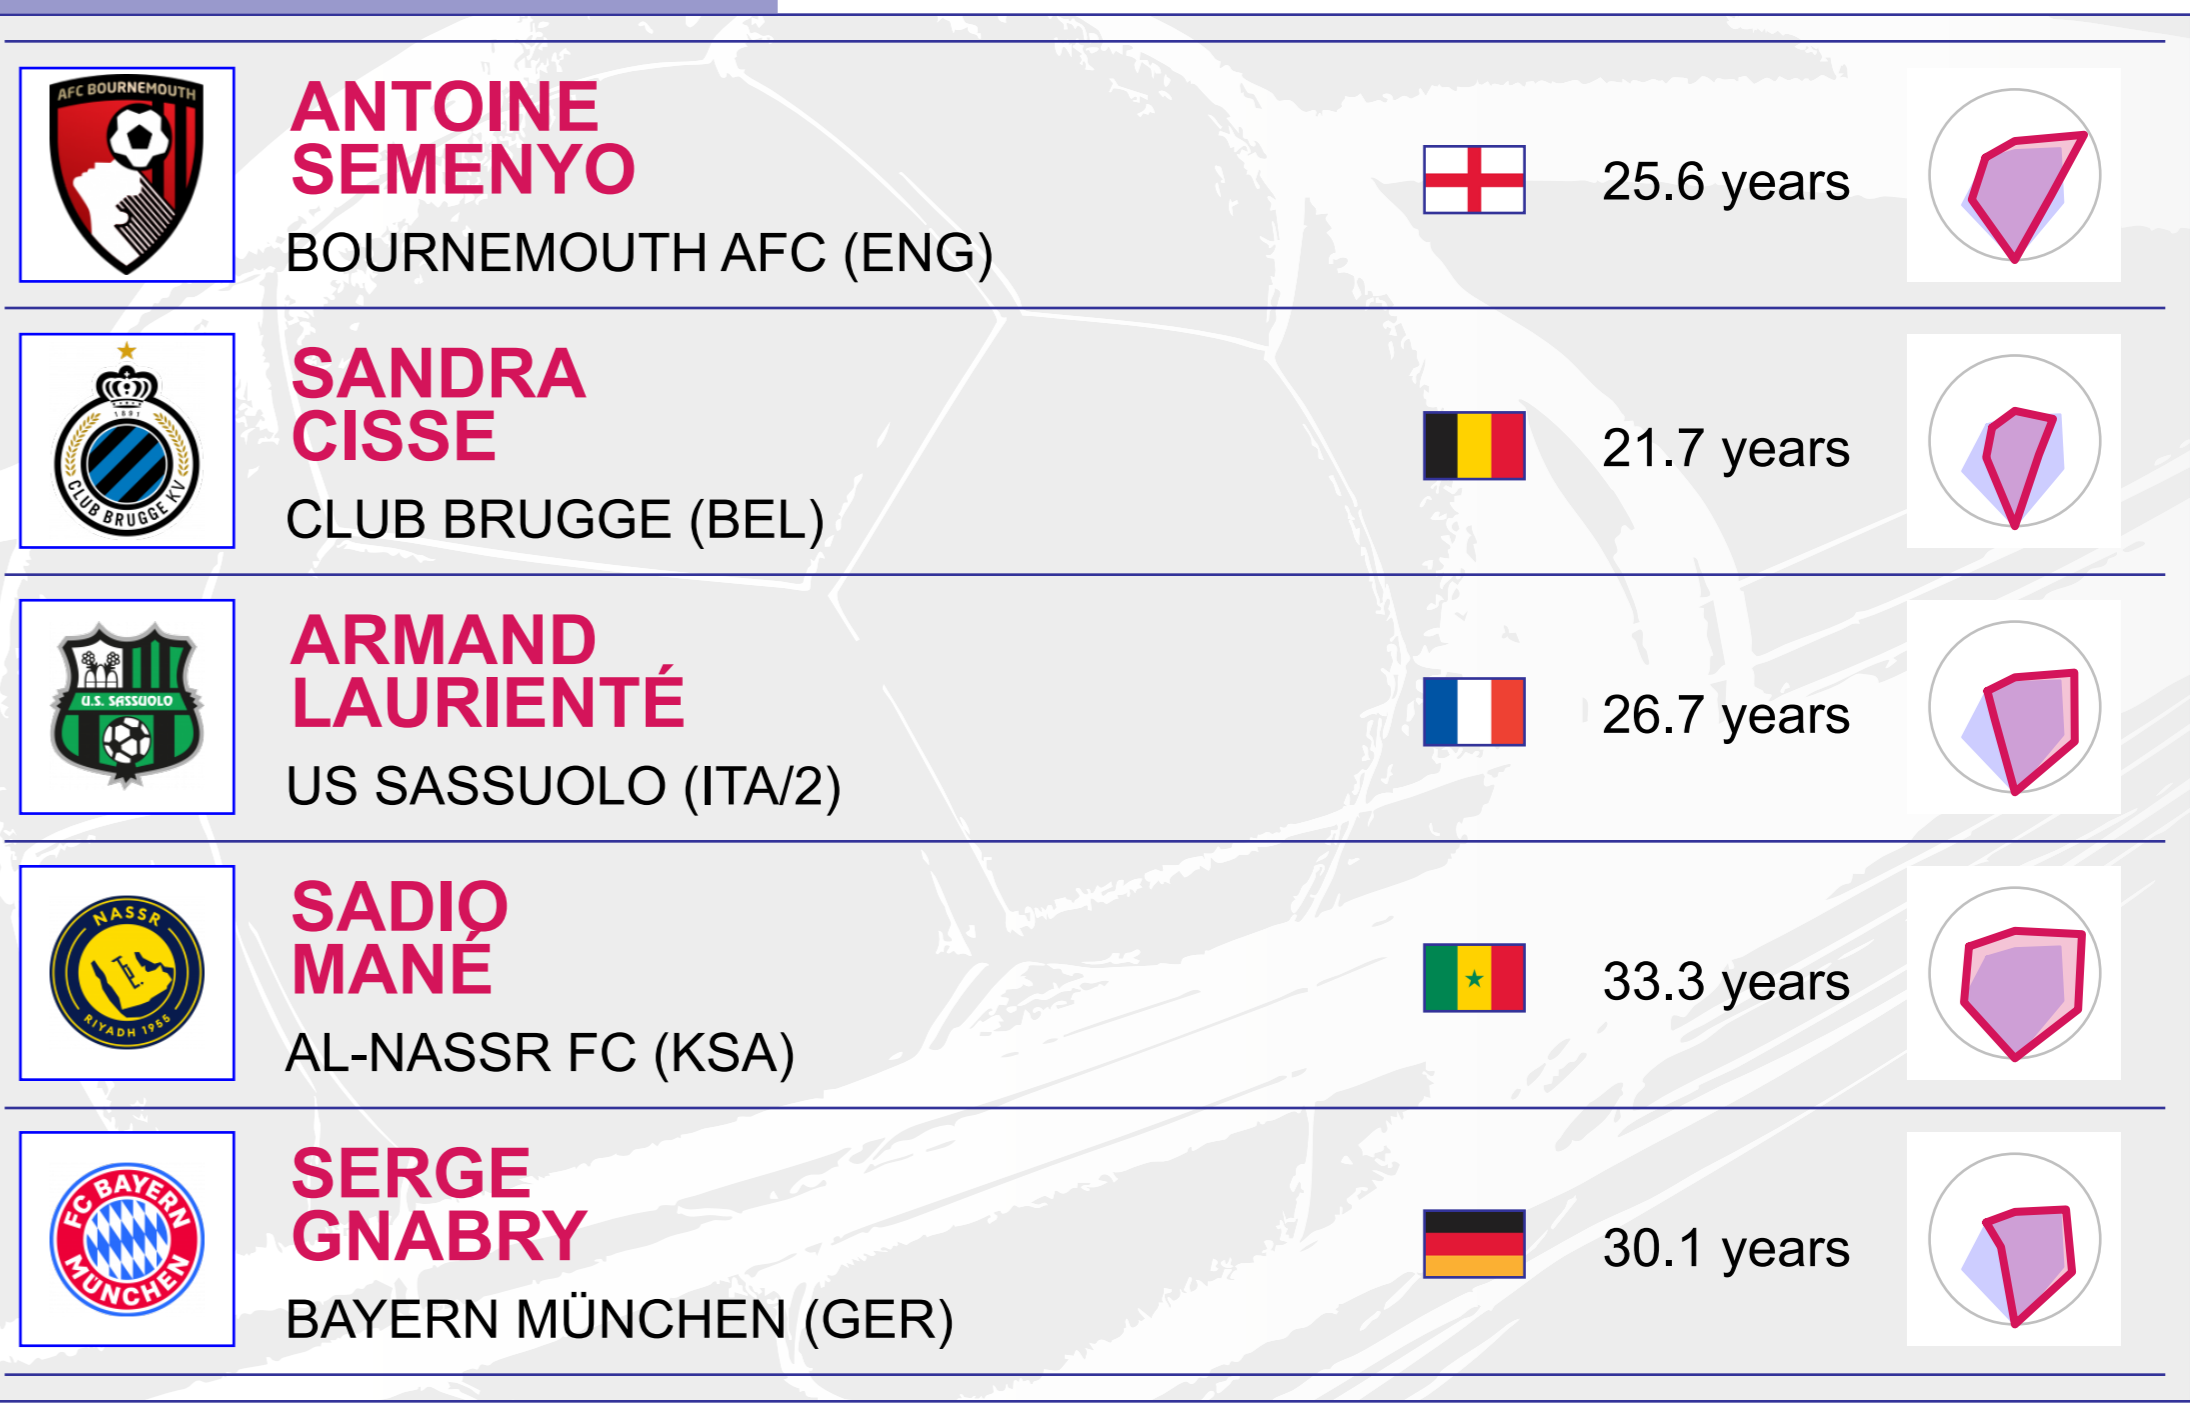 AFC BOURNEMOUTH
ANTOINE
SEMENYO
BOURNEMOUTH AFC (ENG)
25.6 years
1891
CLUB BRUGGE KV
SANDRA
CISSE
CLUB BRUGGE (BEL)
21.7 years
U.S. SASSUOLO
ARMAND
LAURIENTÉ
US SASSUOLO (ITA/2)
26.7 years
NASSR
RIYADH 1955
SADIO
MANÉ
AL-NASSR FC (KSA)
33.3 years
FC BAYERN
MÜNCHEN
SERGE
GNABRY
BAYERN MÜNCHEN (GER)
30.1 years